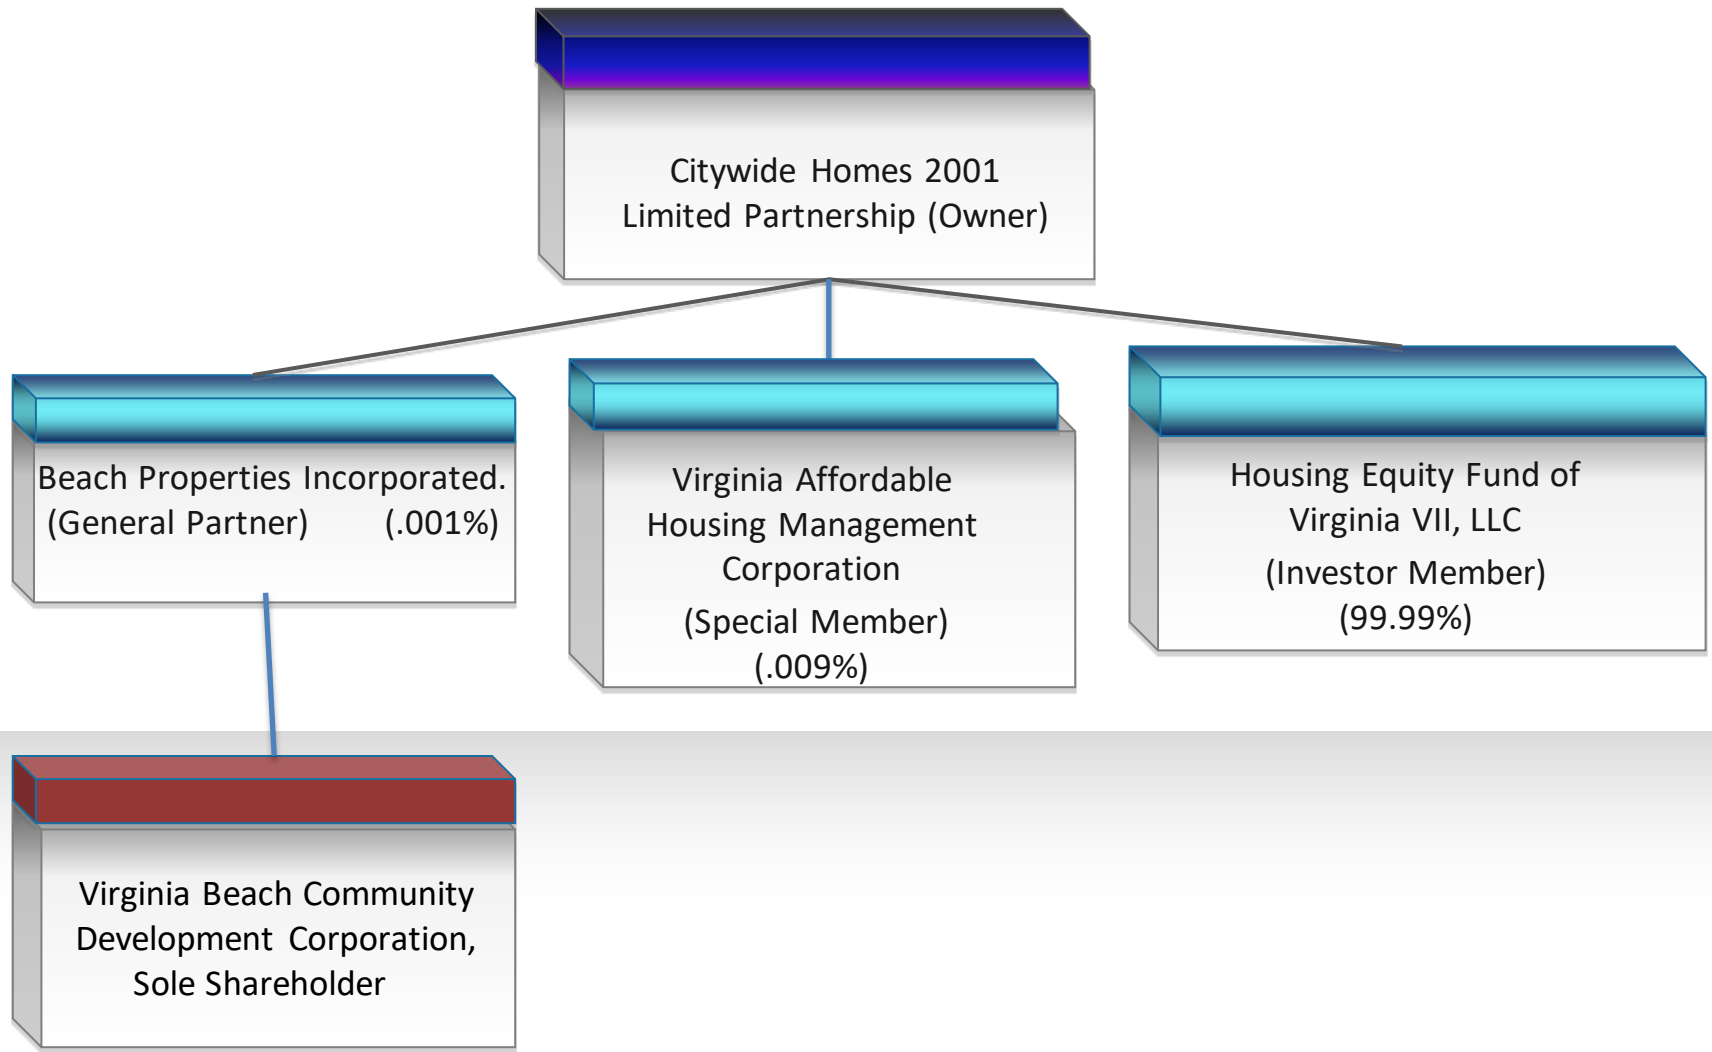 Citywide Homes 2001
Limited Partnership (Owner)
Beach Properties Incorporated.
(General Partner) (.001%)
Virginia Affordable
Housing Management
Corporation
(Special Member)
(.009%)
Housing Equity Fund of
Virginia VII, LLC
(Investor Member)
(99.99%)
Virginia Beach Community
Development Corporation,
Sole Shareholder